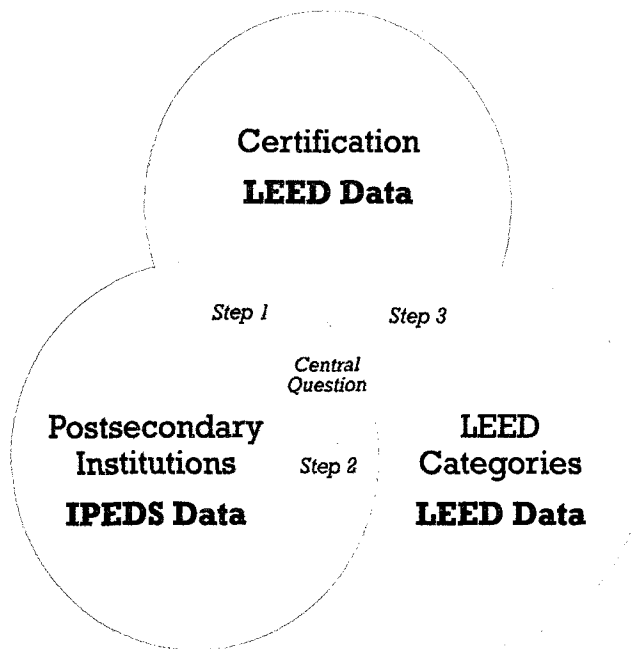 Certification
LEED Data
Step 1
Step 3
Central
Question
Postsecondary
Institutions
IPEDS Data
Step 2
LEED
Categories
LEED Data